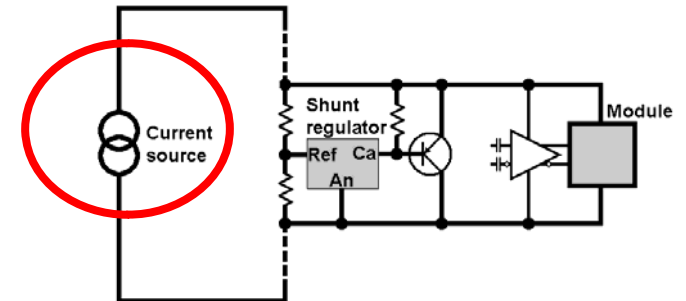 Current
source
Shunt
regulator
Ref
Ca
An
Module